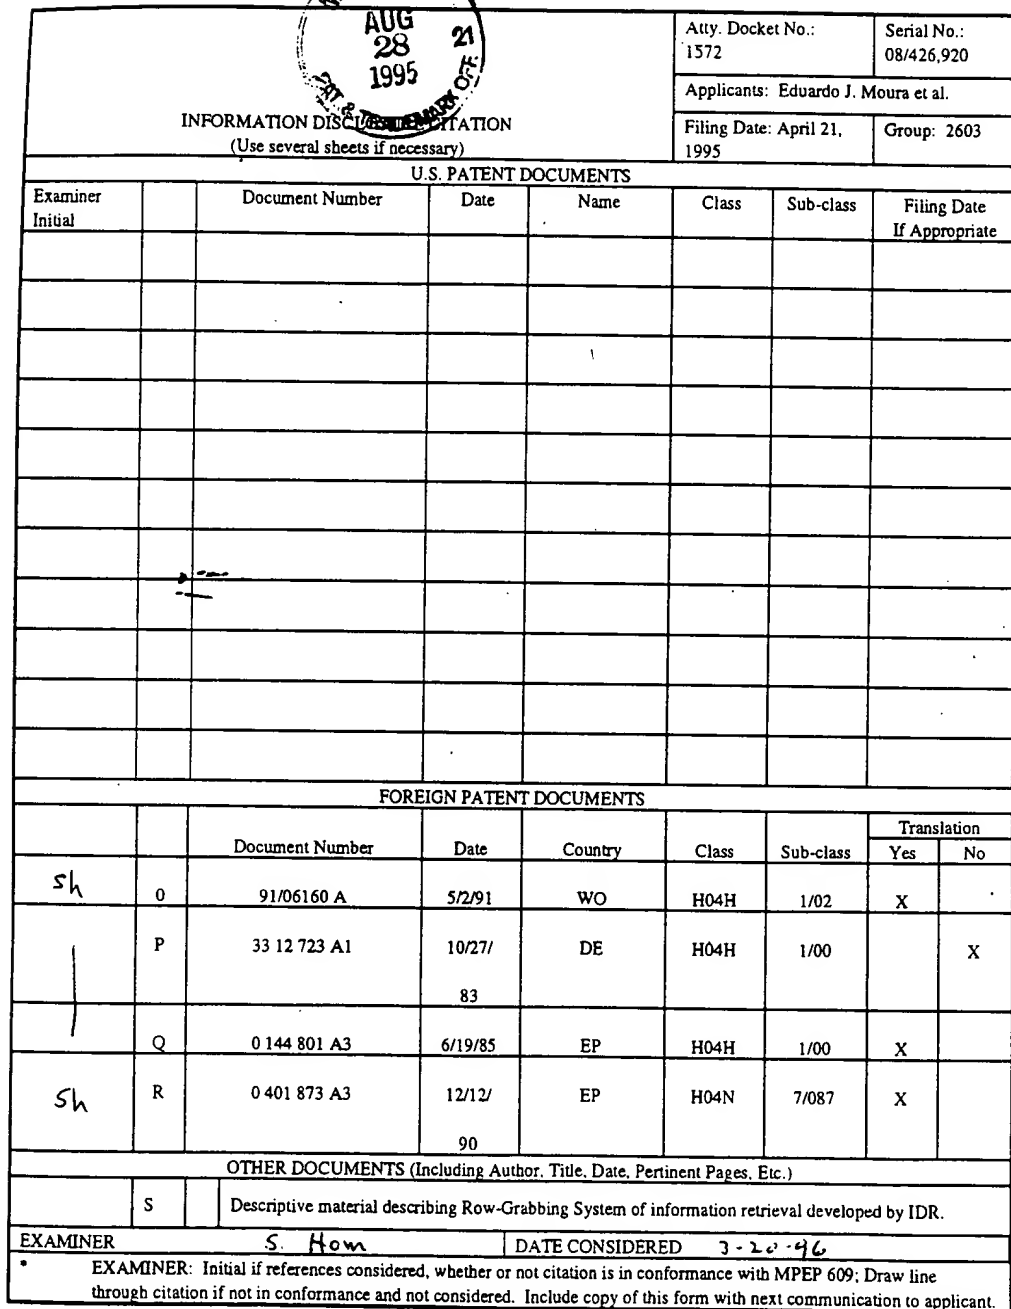 AUG
28
1995
21
PAT. & TRADEMARK OFF.
Atty. Docket No.:
1572
Serial No.:
08/426,920
Applicants: Eduardo J. Moura et al.
INFORMATION DISCLOSURE CITATION
(Use several sheets if necessary)
Filing Date: April 21,
1995
Group: 2603
U.S. PATENT DOCUMENTS
Examiner
Initial
Document Number
Date
Name
Class
Sub-class
Filing Date
If Appropriate
FOREIGN PATENT DOCUMENTS
Translation
Document Number Date Country Class Sub-class Yes No
Sh 0 91/06160 A 5/2/91 WO H04H 1/02 X
P 33 12 723 A1 10/27/ DE H04H 1/00 X
83
Q 0 144 801 A3 6/19/85 EP H04H 1/00 X
Sh R 0 401 873 A3 12/12/ EP H04N 7/087 X
90
OTHER DOCUMENTS (Including Author, Title, Date, Pertinent Pages, Etc.)
S Descriptive material describing Row-Grabbing System of information retrieval developed by IDR.
EXAMINER S. Hom DATE CONSIDERED 3-20-96
* EXAMINER: Initial if references considered, whether or not citation is in conformance with MPEP 609; Draw line
through citation if not in conformance and not considered. Include copy of this form with next communication to applicant.